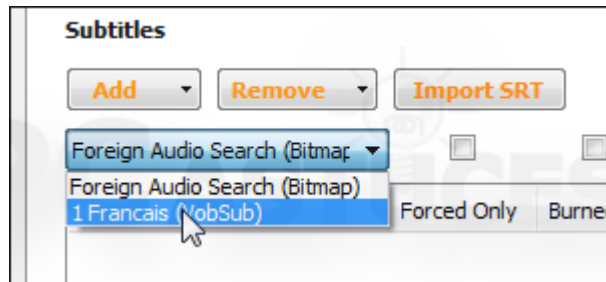 Subtitles
Add Remove Import SRT
Foreign Audio Search (Bitmap
Foreign Audio Search (Bitmap)
1 Francais (VobSub) Forced Only Burne